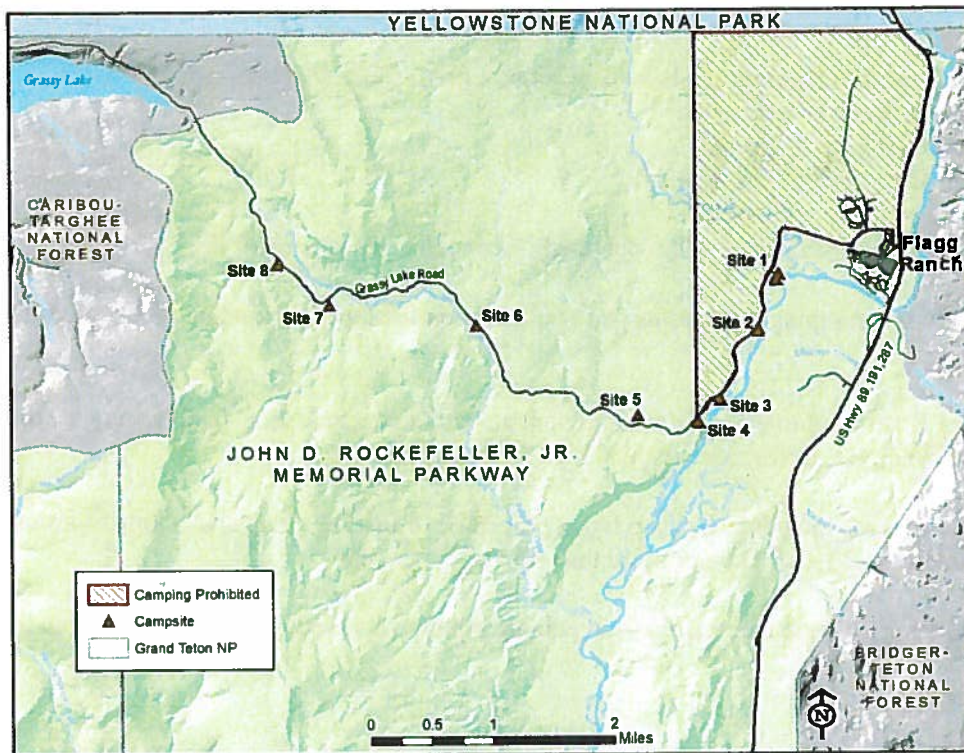 YELLOWSTONE NATIONAL PARK
Grassy Lake
CARIBOU-
TARGHEE
NATIONAL
FOREST
Flagg
Ranch
Site 1
Site 8
Grassy Lake Road
Site 7
Site 6
Site 2
US Hwy 89, 191, 287
Site 5
Site 3
Site 4
JOHN D. ROCKEFELLER, JR.
MEMORIAL PARKWAY
Camping Prohibited
Campsite
Grand Teton NP
BRIDGER-
TETON
NATIONAL
FOREST
N
0 0.5 1 2
Miles